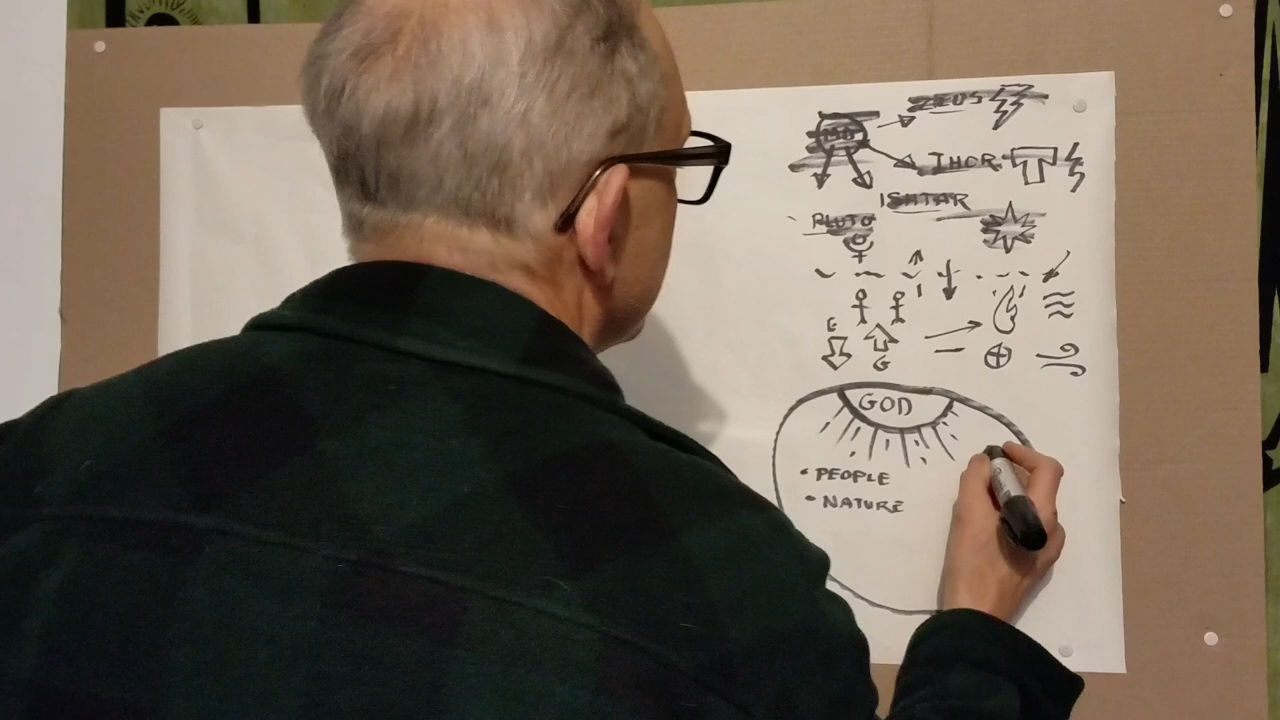 ZEUS
THOR
ISHTAR
PLUTO
E
G
GOD
• PEOPLE
• NATURE